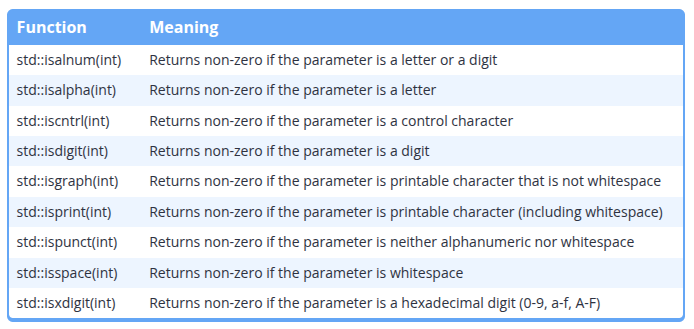 Function Meaning
std::isalnum(int) Returns non-zero if the parameter is a letter or a digit
std::isalpha(int) Returns non-zero if the parameter is a letter
std::iscntrl(int) Returns non-zero if the parameter is a control character
std::isdigit(int) Returns non-zero if the parameter is a digit
std::isgraph(int) Returns non-zero if the parameter is printable character that is not whitespace
std::isprint(int) Returns non-zero if the parameter is printable character (including whitespace)
std::ispunct(int) Returns non-zero if the parameter is neither alphanumeric nor whitespace
std::isspace(int) Returns non-zero if the parameter is whitespace
std::isxdigit(int) Returns non-zero if the parameter is a hexadecimal digit (0-9, a-f, A-F)